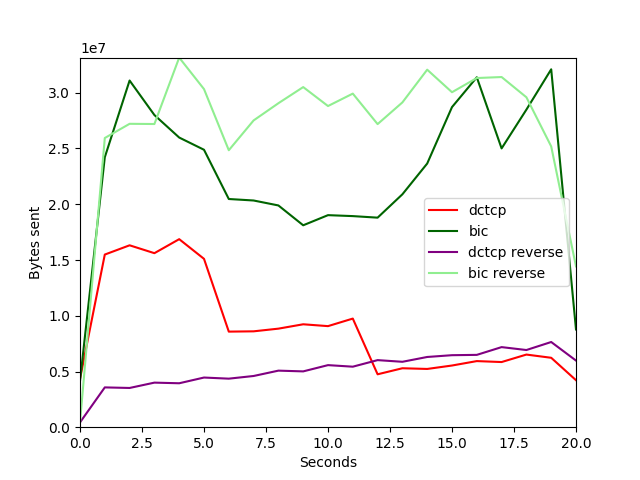 1e7
3.0
2.5
2.0
1.5
1.0
0.5
0.0
Bytes sent
dctcp
bic
dctcp reverse
bic reverse
0.0 2.5 5.0 7.5 10.0 12.5 15.0 17.5 20.0
Seconds